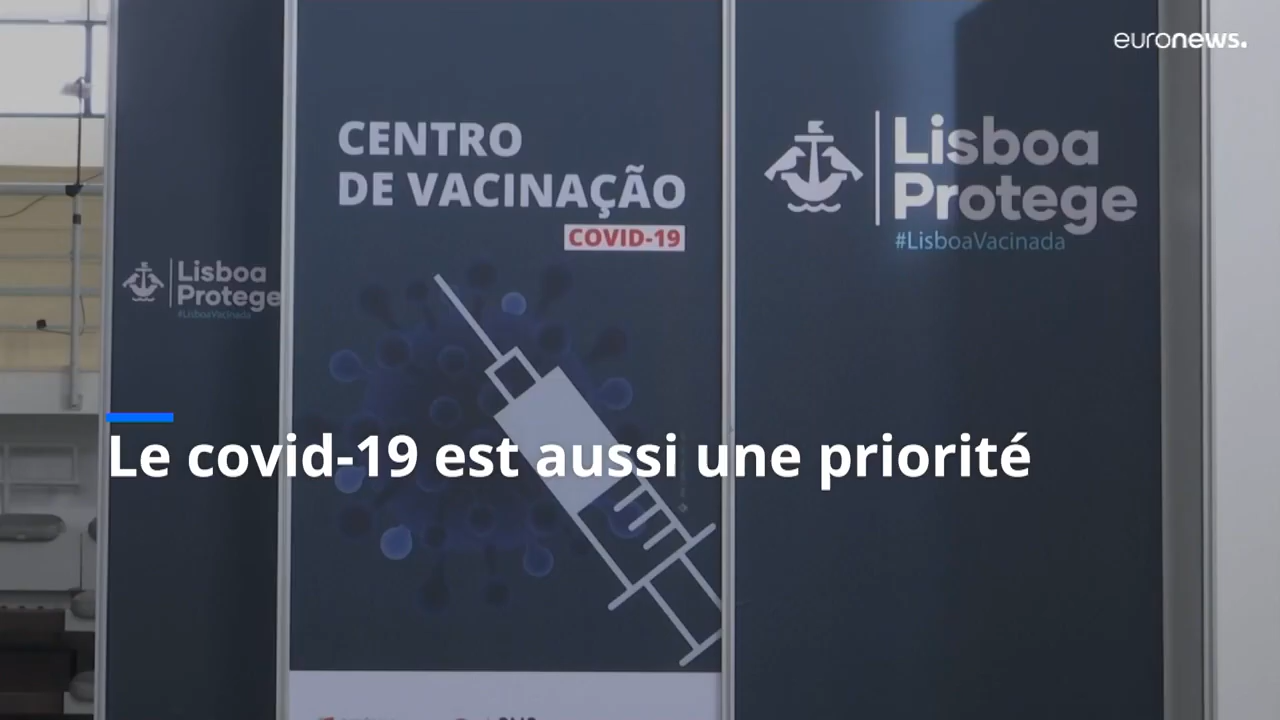 euronews.
CENTRO
DE VACINAÇÃO
COVID-19
Lisboa
Protege
#LisboaVacinada
Lisboa
Protege
#LisboaVacinada
Le covid-19 est aussi une priorité